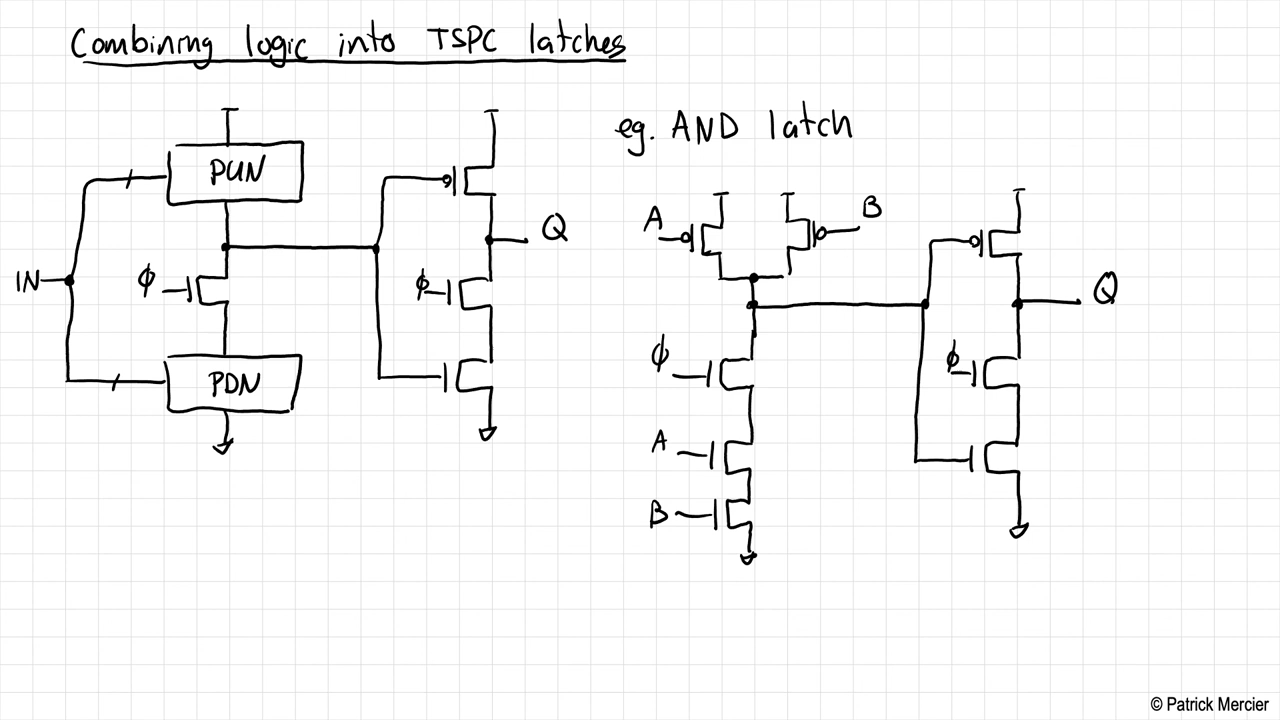 Combining logic into TSPC latches
eg. AND latch
PUN
Q
IN
ϕ
ϕ
PDN
A
B
Q
ϕ
ϕ
A
B
© Patrick Mercier